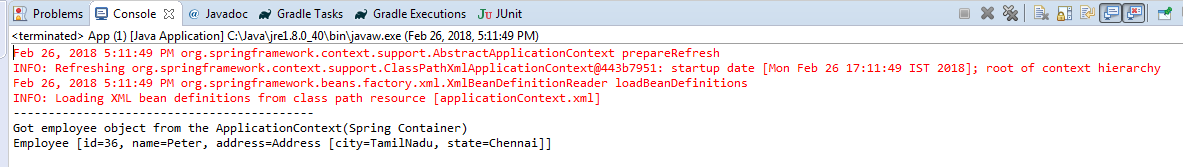 Problems Console Javadoc Gradle Tasks Gradle Executions JUnit
<terminated> App (1) [Java Application] C:\Java\jre1.8.0_40\bin\javaw.exe (Feb 26, 2018 5:11:49 PM)
Feb 26, 2018 5:11:49 PM org.springframework.context.support.AbstractApplicationContext prepareRefresh
INFO: Refreshing org.springframework.context.support.ClassPathXmlApplicationContext@443b7951: startup date [Mon Feb 26 17:11:49 IST 2018]; root of context hierarchy
Feb 26, 2018 5:11:49 PM org.springframework.beans.factory.xml.XmlBeanDefinitionReader loadBeanDefinitions
INFO: Loading XML bean definitions from class path resource [applicationContext.xml]
------------------------------------------
Got employee object from the ApplicationContext(Spring Container)
Employee [id=36, name=Peter, address=Address [city=TamilNadu, state=Chennai]]